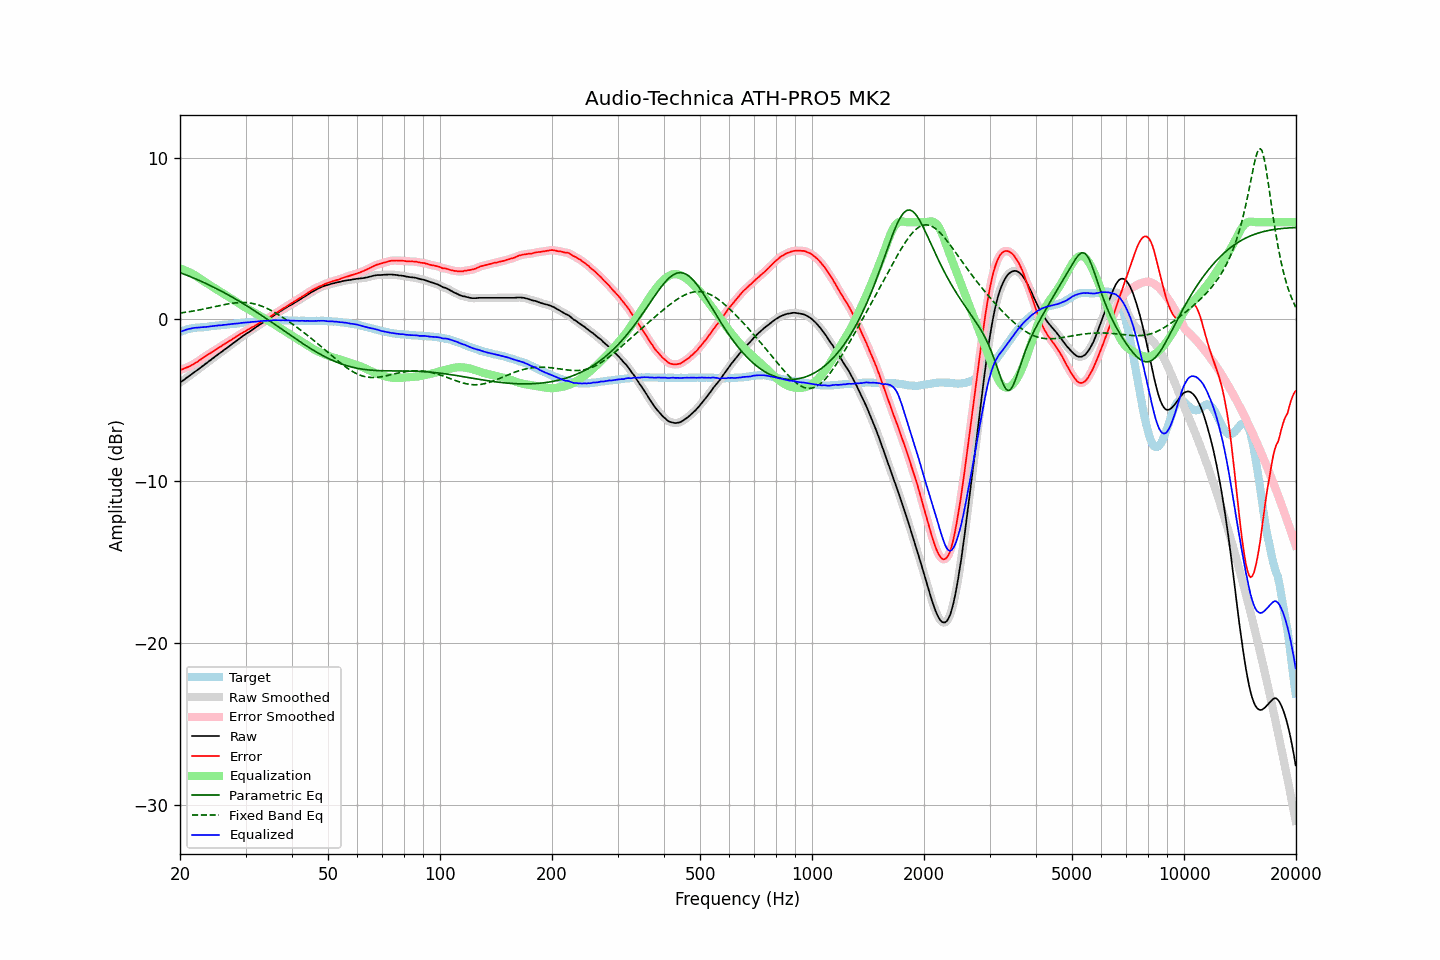 Audio-Technica ATH-PRO5 MK2
10
0
−10
−20
−30
Amplitude (dBr)
Target
Raw Smoothed
Error Smoothed
Raw
Error
Equalization
Parametric Eq
Fixed Band Eq
Equalized
20 50 100 200 500 1000 2000 5000 10000 20000
Frequency (Hz)